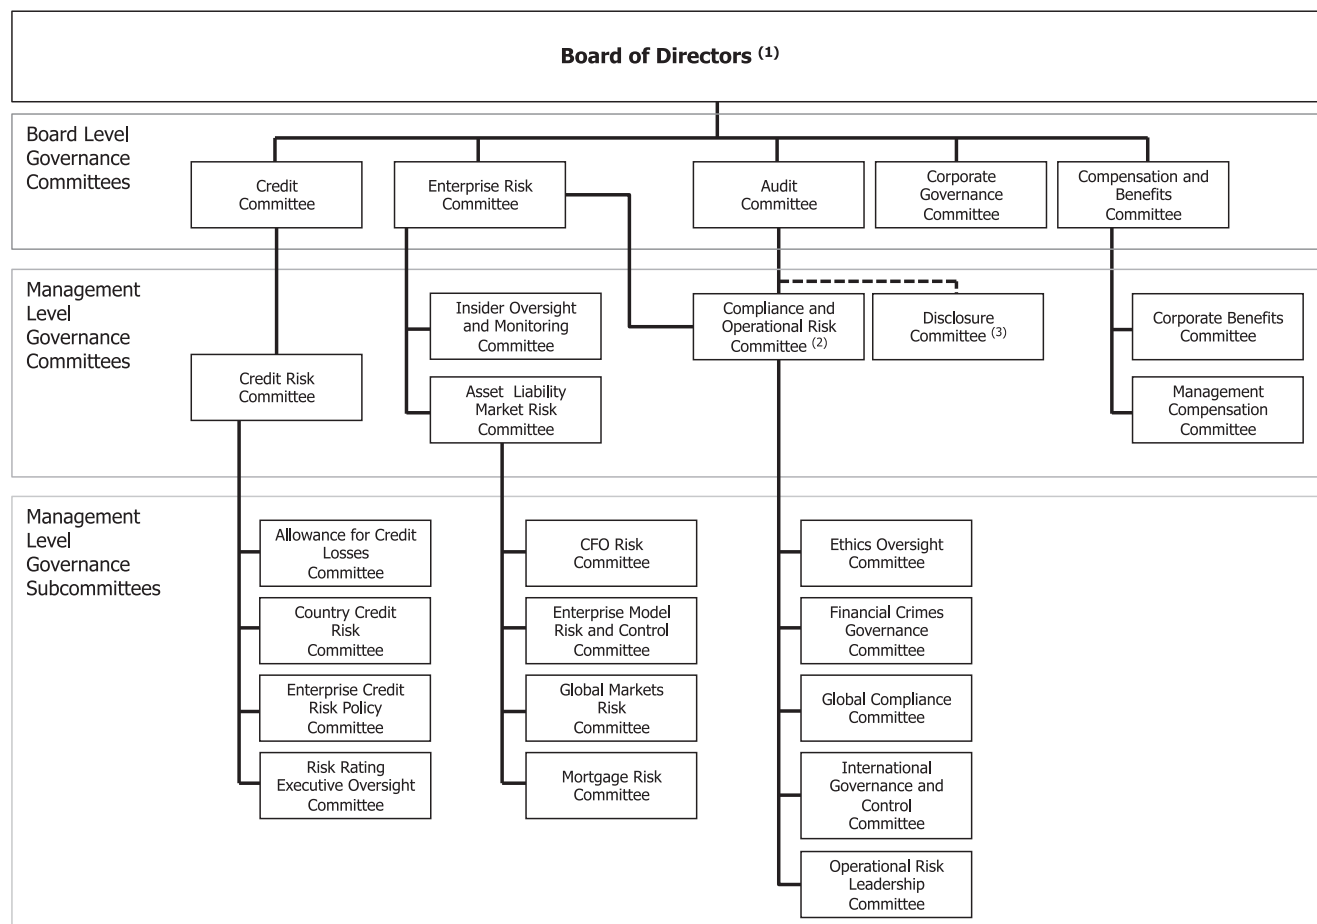 Board of Directors (1)
Board Level
Governance
Committees
Credit
Committee
Enterprise Risk
Committee
Audit
Committee
Corporate
Governance
Committee
Compensation and
Benefits
Committee
Management
Level
Governance
Committees
Credit Risk
Committee
Insider Oversight
and Monitoring
Committee
Asset Liability
Market Risk
Committee
Compliance and
Operational Risk
Committee (2)
Disclosure
Committee (3)
Corporate Benefits
Committee
Management
Compensation
Committee
Management
Level
Governance
Subcommittees
Allowance for Credit
Losses
Committee
Country Credit
Risk
Committee
Enterprise Credit
Risk Policy
Committee
Risk Rating
Executive Oversight
Committee
CFO Risk
Committee
Enterprise Model
Risk and Control
Committee
Global Markets
Risk
Committee
Mortgage Risk
Committee
Ethics Oversight
Committee
Financial Crimes
Governance
Committee
Global Compliance
Committee
International
Governance and
Control
Committee
Operational Risk
Leadership
Committee